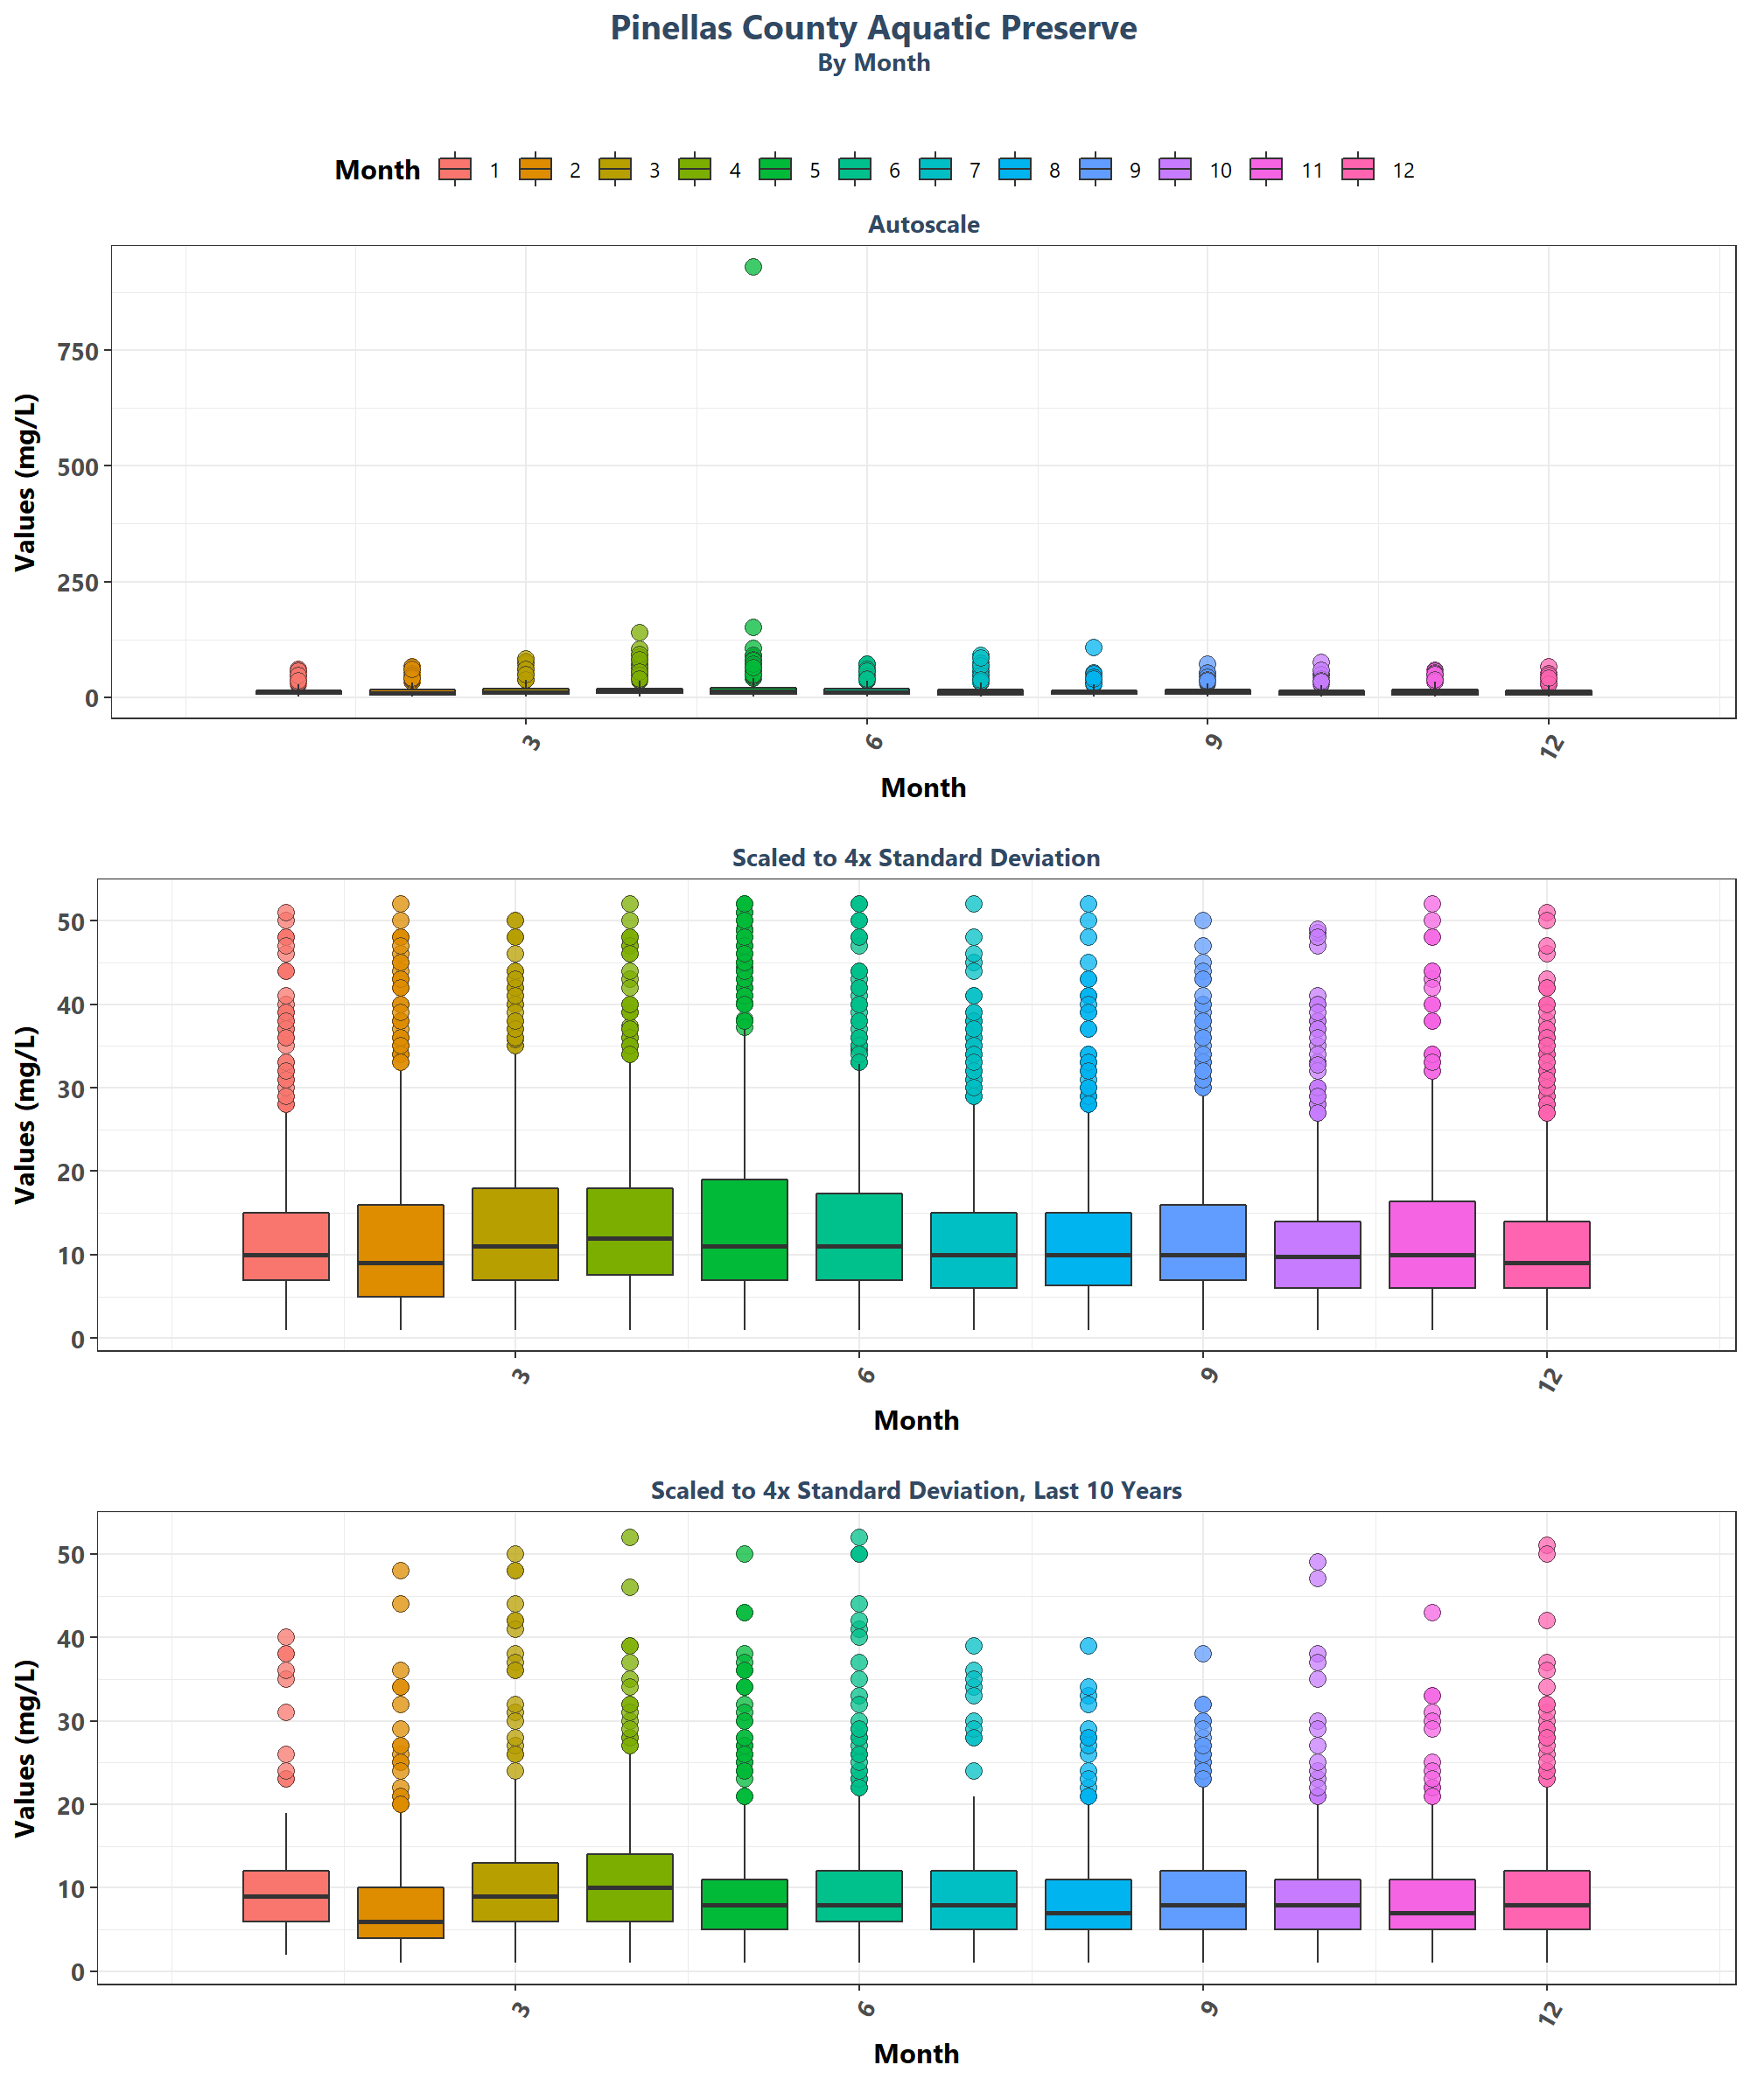 Pinellas County Aquatic Preserve
By Month
Month 1 2 3 4 5 6 7 8 9 10 11 12
Autoscale
Values (mg/L)
750
500
250
0
3 6 9 12
Month
Scaled to 4x Standard Deviation
Values (mg/L)
50
40
30
20
10
0
3 6 9 12
Month
Scaled to 4x Standard Deviation, Last 10 Years
Values (mg/L)
50
40
30
20
10
0
3 6 9 12
Month